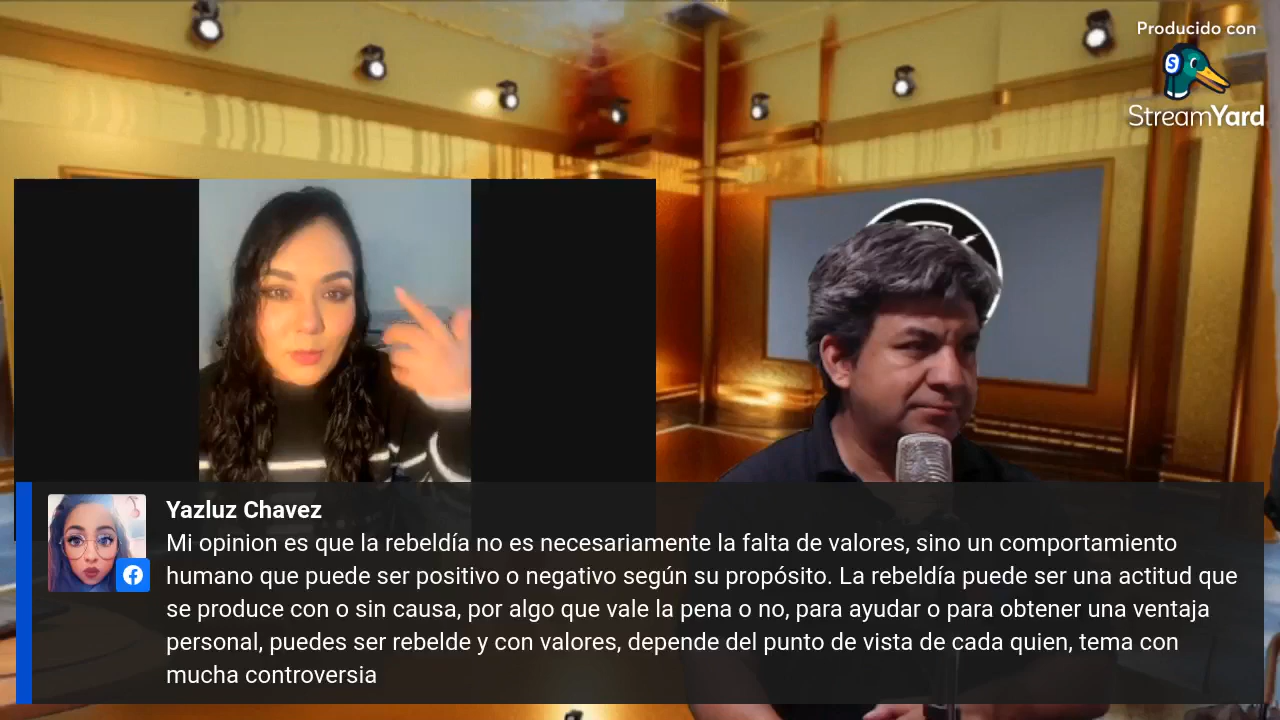 Producido con
StreamYard
Yazluz Chavez
Mi opinion es que la rebeldía no es necesariamente la falta de valores, sino un comportamiento
humano que puede ser positivo o negativo según su propósito. La rebeldía puede ser una actitud que
se produce con o sin causa, por algo que vale la pena o no, para ayudar o para obtener una ventaja
personal, puedes ser rebelde y con valores, depende del punto de vista de cada quien, tema con
mucha controversia